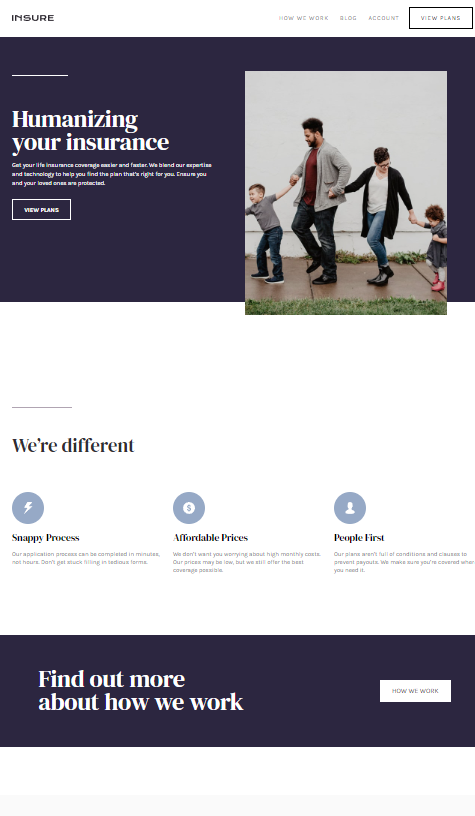 INSURE
HOW WE WORK
BLOG
ACCOUNT
VIEW PLANS
Humanizing
your insurance
Get your life insurance coverage easier and faster. We blend our expertise
and technology to help you find the plan that's right for you. Ensure you
and your loved ones are protected.
VIEW PLANS
We're different
Snappy Process
Our application process can be completed in minutes,
not hours. Don't get stuck filling in tedious forms.
Affordable Prices
We don't want you worrying about high monthly costs.
Our prices may be low, but we still offer the best
coverage possible.
People First
Our plans aren't full of conditions and clauses to
prevent payouts. We make sure you're covered when
you need it.
Find out more
about how we work
HOW WE WORK